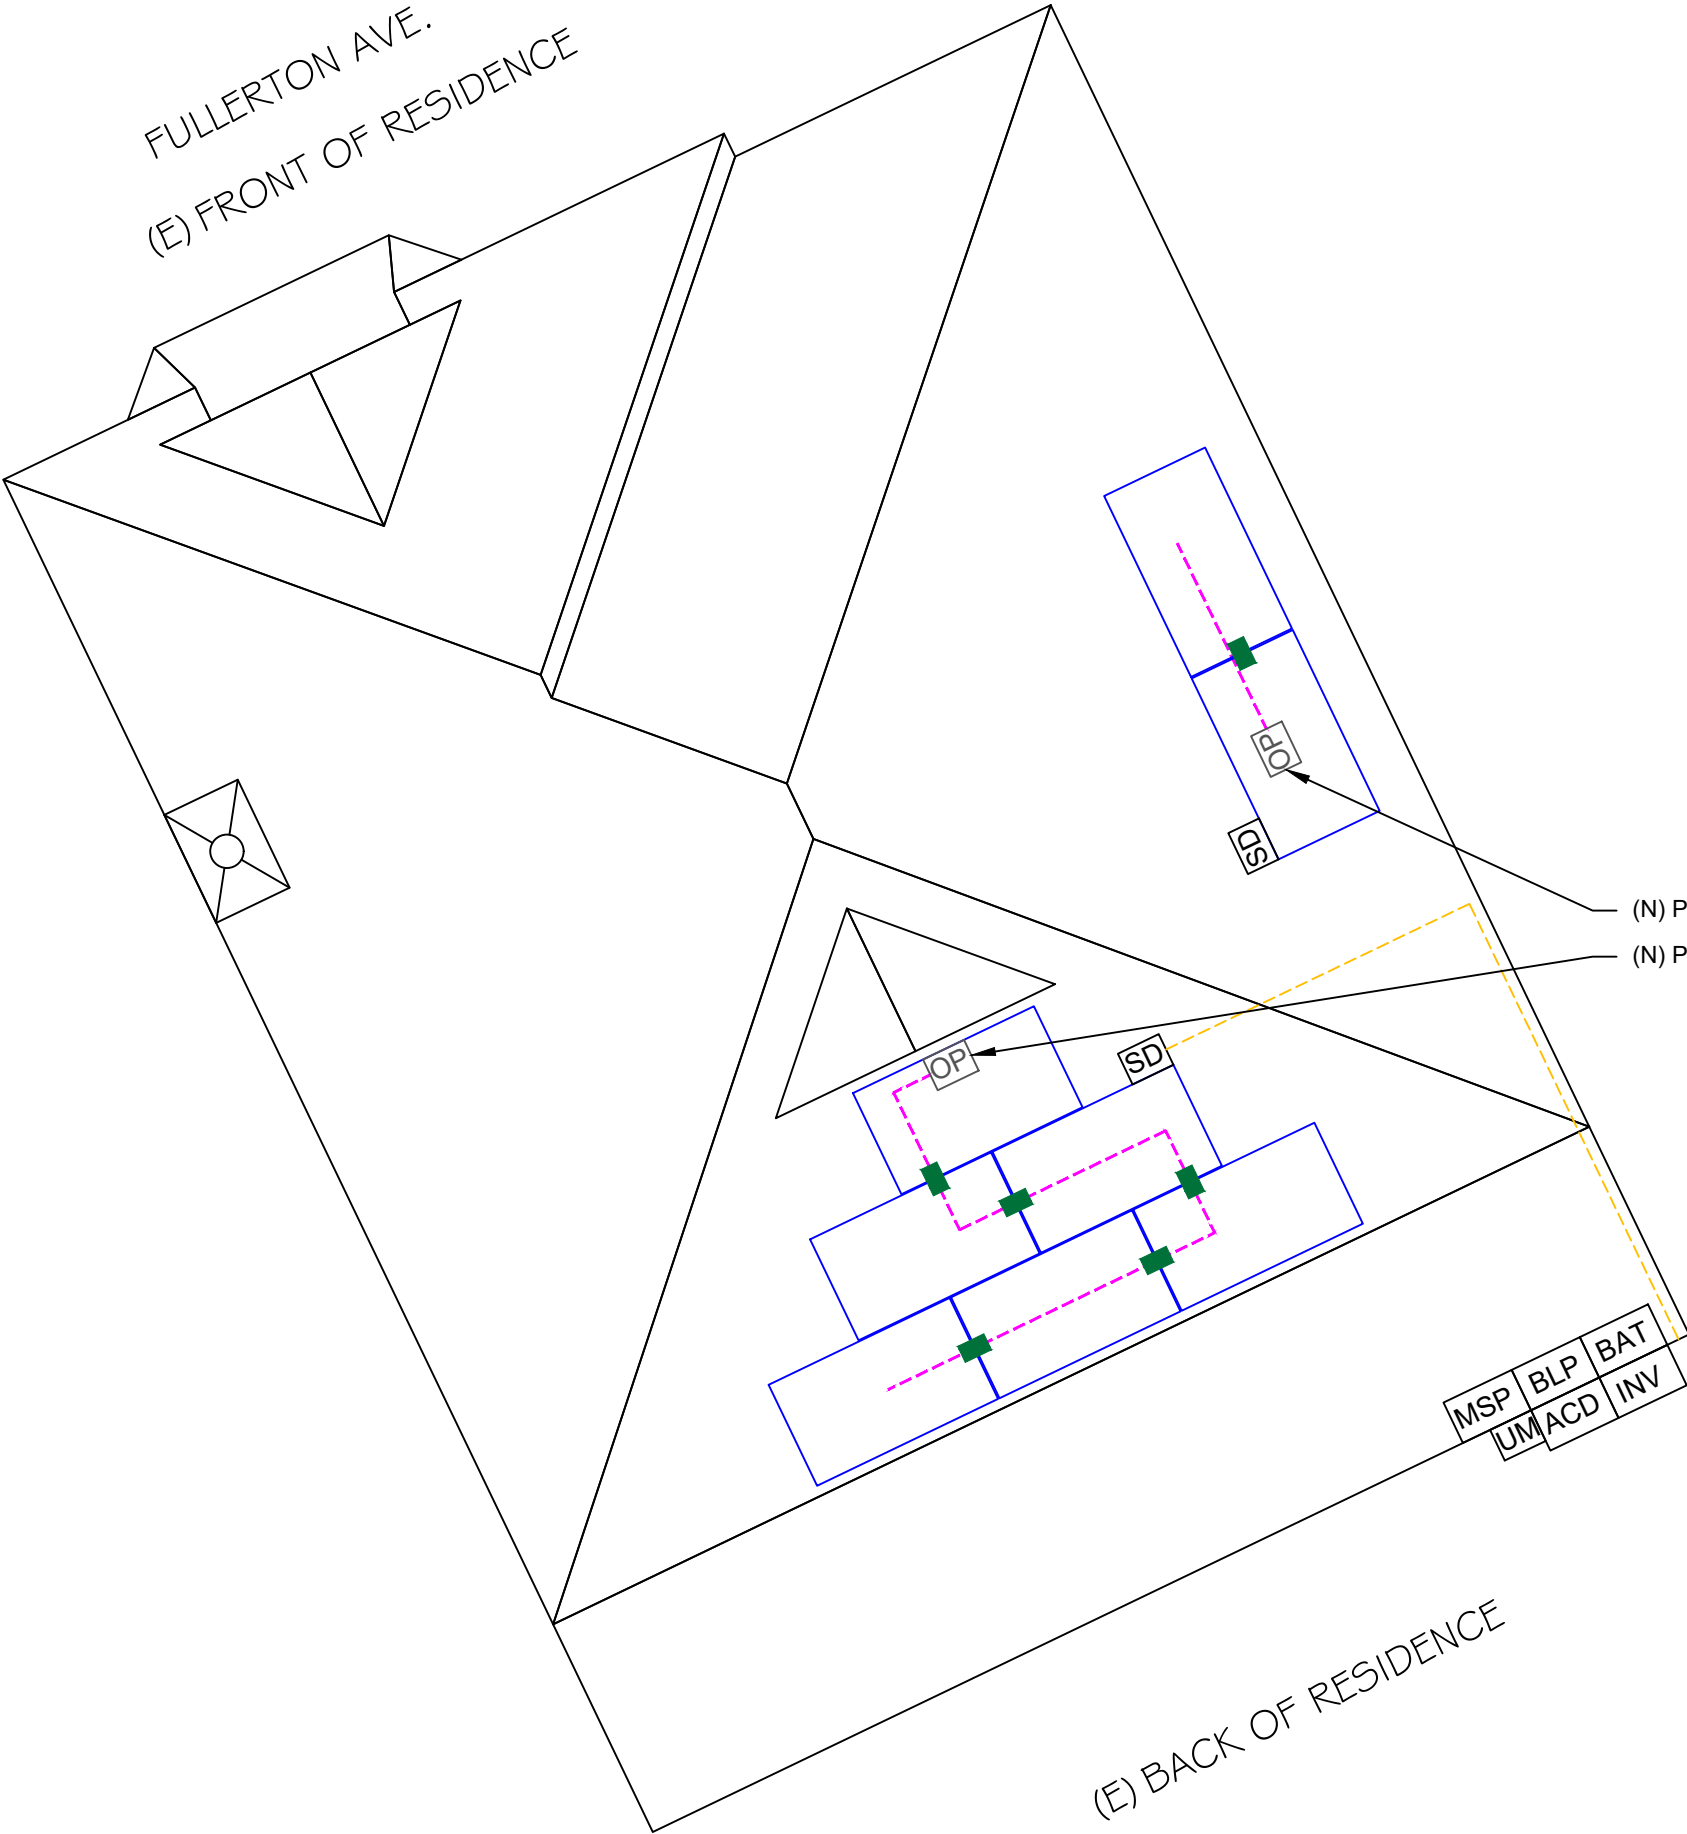 FULLERTON AVE.
(E) FRONT OF RESIDENCE
OP
SD
(N) P
(N) P
OP
SD
MSP BLP BAT
UM ACD INV
(E) BACK OF RESIDENCE